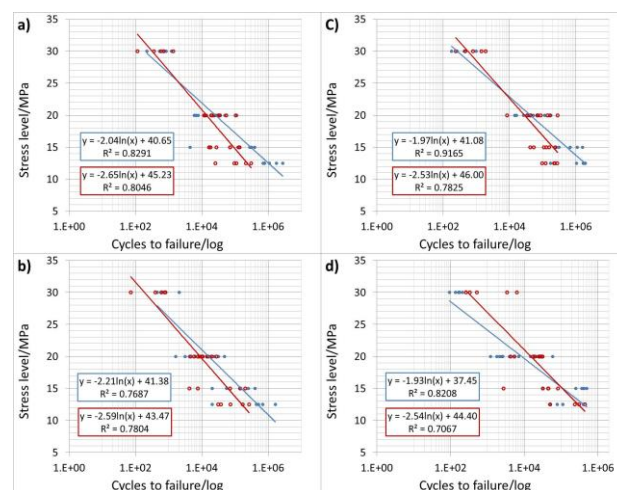 a)
Stress level/MPa
35
30
25
20
15
10
5
y = -2.04ln(x) + 40.65
R² = 0.8291
y = -2.65ln(x) + 45.23
R² = 0.8046
1.E+00 1.E+02 1.E+04 1.E+06
Cycles to failure/log
C)
Stress level/MPa
35
30
25
20
15
10
5
y = -1.97ln(x) + 41.08
R² = 0.9165
y = -2.53ln(x) + 46.00
R² = 0.7825
1.E+00 1.E+02 1.E+04 1.E+06
Cycles to failure/log
b)
Stress level/MPa
35
30
25
20
15
10
5
y = -2.21ln(x) + 41.38
R² = 0.7687
y = -2.59ln(x) + 43.47
R² = 0.7804
1.E+00 1.E+02 1.E+04 1.E+06
Cycles to failure/log
d)
Stress level/MPa
35
30
25
20
15
10
5
y = -1.93ln(x) + 37.45
R² = 0.8208
y = -2.54ln(x) + 44.40
R² = 0.7067
1.E+00 1.E+02 1.E+04 1.E+06
Cycles to failure/log